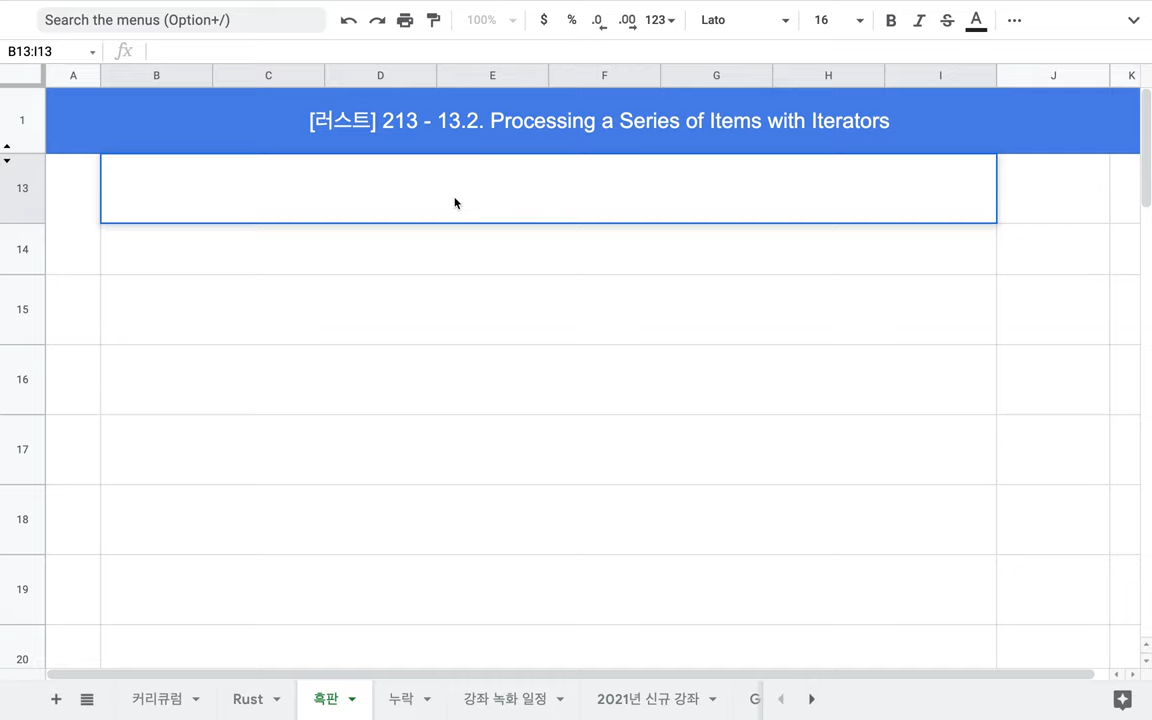 Search the menus (Option+/) 100% $ % .0 .00 123 Lato 16 B I S A
B13:I13 fx
A B C D E F G H I J K
1 [러스트] 213 - 13.2. Processing a Series of Items with Iterators
13
14
15
16
17
18
19
20
커리큘럼 Rust 흑판 누락 강좌 녹화 일정 2021년 신규 강좌 G